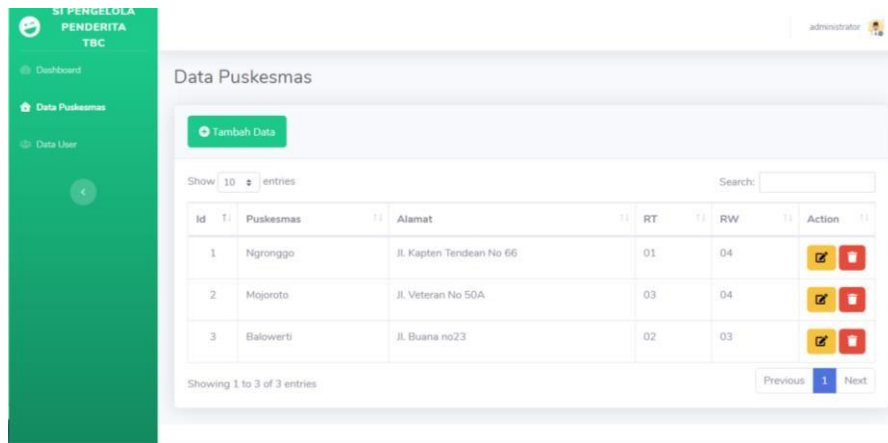 SI PENGELOLA
PENDERITA
TBC
administrator
Dashboard
Data Puskesmas
Data User
Data Puskesmas
Tambah Data
Show 10 entries
Search:
Id Puskesmas Alamat RT RW Action
1 Ngronggo Jl. Kapten Tendean No 66 01 04
2 Mojoroto Jl. Veteran No 50A 03 04
3 Balowerti Jl. Buana no23 02 03
Showing 1 to 3 of 3 entries
Previous 1 Next